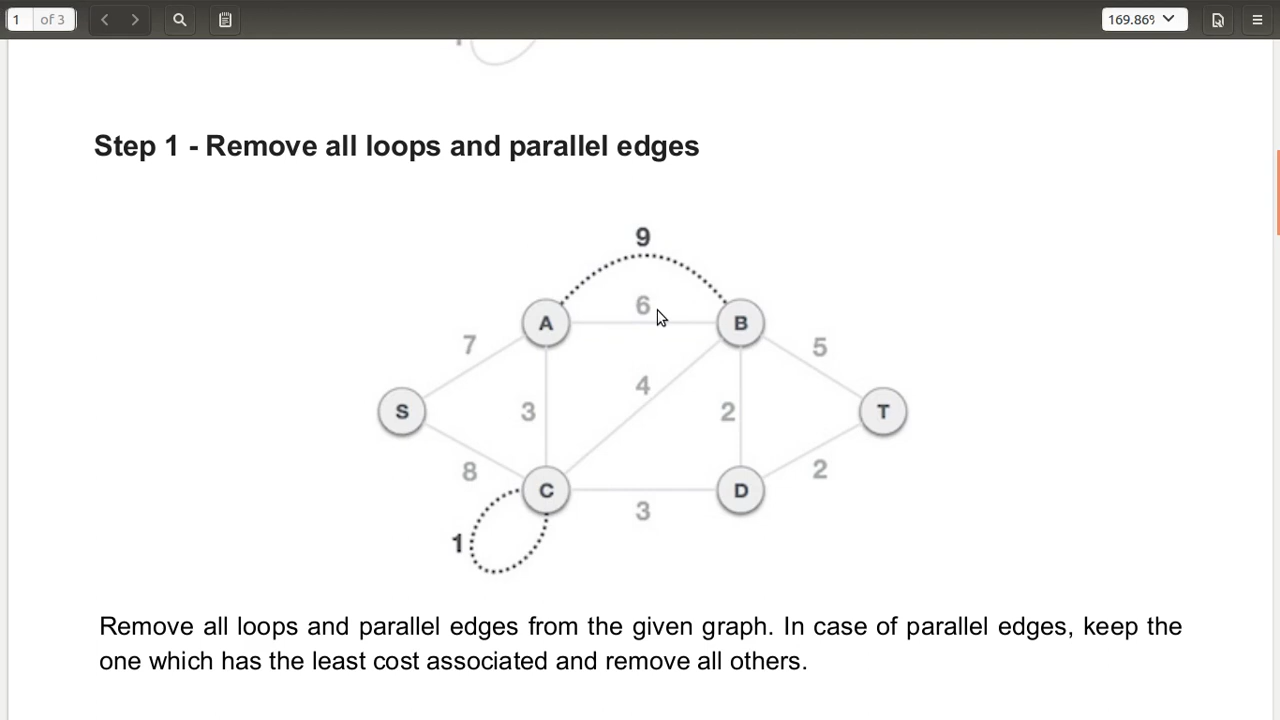 1 of 3 169.86%
1
Step 1 - Remove all loops and parallel edges
9
A 6 B
7 5
4
S 3 2 T
8 2
C D
3
1
Remove all loops and parallel edges from the given graph. In case of parallel edges, keep the
one which has the least cost associated and remove all others.